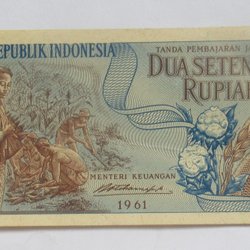 REPUBLIK INDONESIA
TANDA PEMBAJARAN
DUA SETEN
RUPIA
MENTERI KEUANGAN
1961